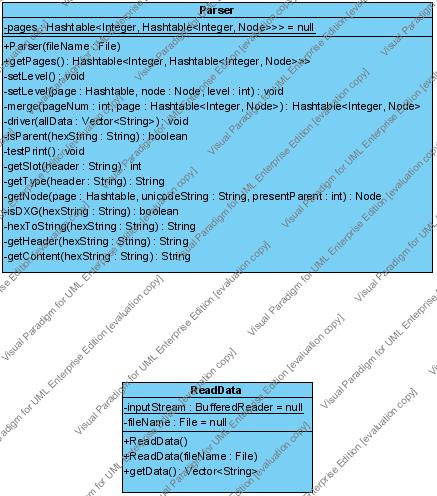 Parser
-pages : Hashtable<Integer, Hashtable<Integer, Node>>> = null
+Parser(fileName : File)
+getPages() : Hashtable<Integer, Hashtable<Integer, Node>>>
-setLevel() : void
-setLevel(page : Hashtable, node : Node, level : int) : void
-merge(pageNum : int, page : Hashtable<Integer, Node>) : Hashtable<Integer, Node>
-driver(allData : Vector<String>) : void
-isParent(hexString : String) : boolean
-testPrint() : void
-getSlot(header : String) : int
-getType(header : String) : String
-getNode(page : Hashtable, unicodeString : String, presentParent : int) : Node
-isDXG(hexString : String) : boolean
-hexToString(hexString : String) : String
-getHeader(hexString : String) : String
-getContent(hexString : String) : String
Visual Paradigm for UML Enterprise Edition [evaluation copy]
ReadData
-inputStream : BufferedReader = null
-fileName : File = null
+ReadData()
+ReadData(fileName : File)
+getData() : Vector<String>